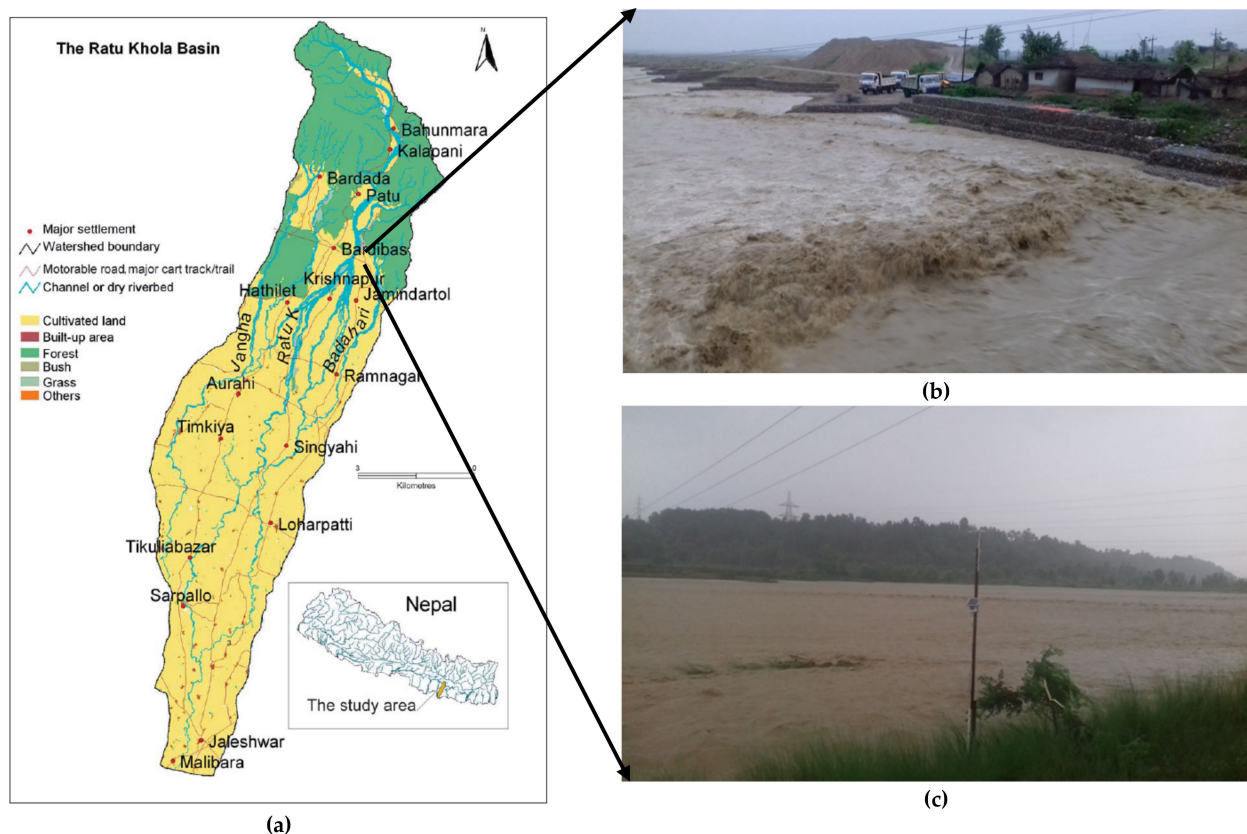 The Ratu Khola Basin
N
Bahunmara
Kalapani
Bardada
Patu
Major settlement
Watershed boundary
Motorable road, major cart track/trail
Channel or dry riverbed
Bardibas
Krishnapur
Hathilet
Jamindartol
Cultivated land
Built-up area
Forest
Bush
Grass
Others
Jangha
Ratu K
Badahari
Ramnagar
Aurahi
Timkiya
Singyahi
3 0
Kilometres
Loharpatti
Tikuliabazar
Sarpallo
Nepal
The study area
Jaleshwar
Malibara
(a)
(b)
(c)